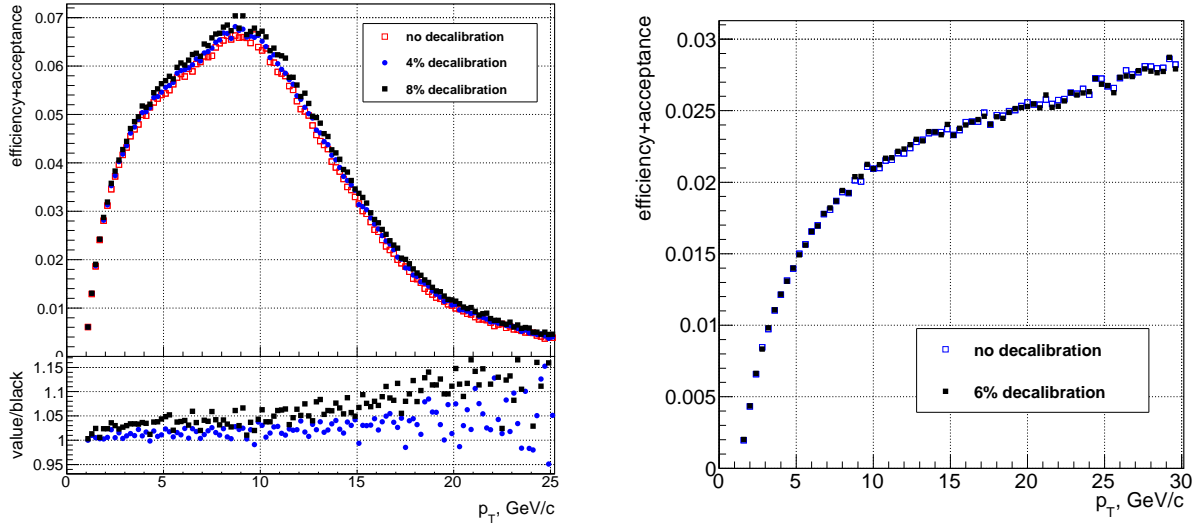 efficiency+acceptance
0.07
0.06
0.05
0.04
0.03
0.02
0.01
0
no decalibration
4% decalibration
8% decalibration
value/black
1.15
1.1
1.05
1
0.95
0 5 10 15 20 25
p_T, GeV/c
efficiency+acceptance
0.03
0.025
0.02
0.015
0.01
0.005
0
no decalibration
6% decalibration
0 5 10 15 20 25 30
p_T, GeV/c